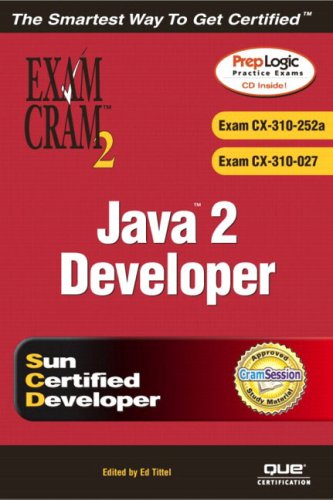 The Smartest Way To Get Certified™
EXAM
CRAM™
2
PrepLogic
Practice Exams
CD Inside!
Exam CX-310-252a
Exam CX-310-027
Java™ 2
Developer
Sun
Certified
Developer
Approved
CramSession
Study Material
Edited by Ed Tittel
QUE®
CERTIFICATION